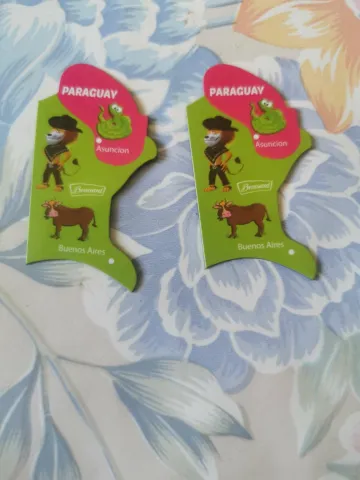 PARAGUAY
Asuncion
Buenos Aires
PARAGUAY
Asuncion
Buenos Aires